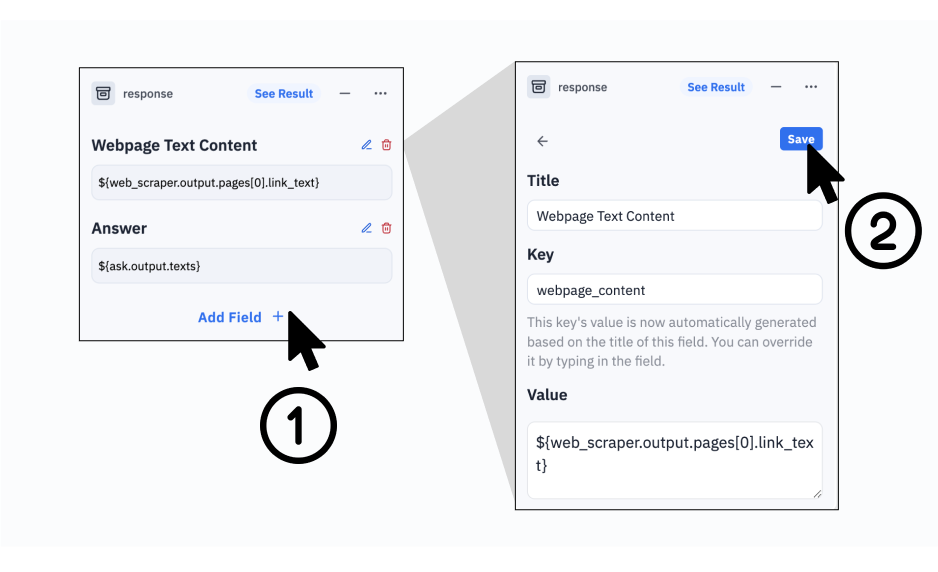 response
See Result
Webpage Text Content
${web_scraper.output.pages[0].link_text}
Answer
${ask.output.texts}
Add Field +
1
response
See Result
Save
Title
Webpage Text Content
Key
webpage_content
This key's value is now automatically generated
based on the title of this field. You can override
it by typing in the field.
Value
${web_scraper.output.pages[0].link_tex
t}
2